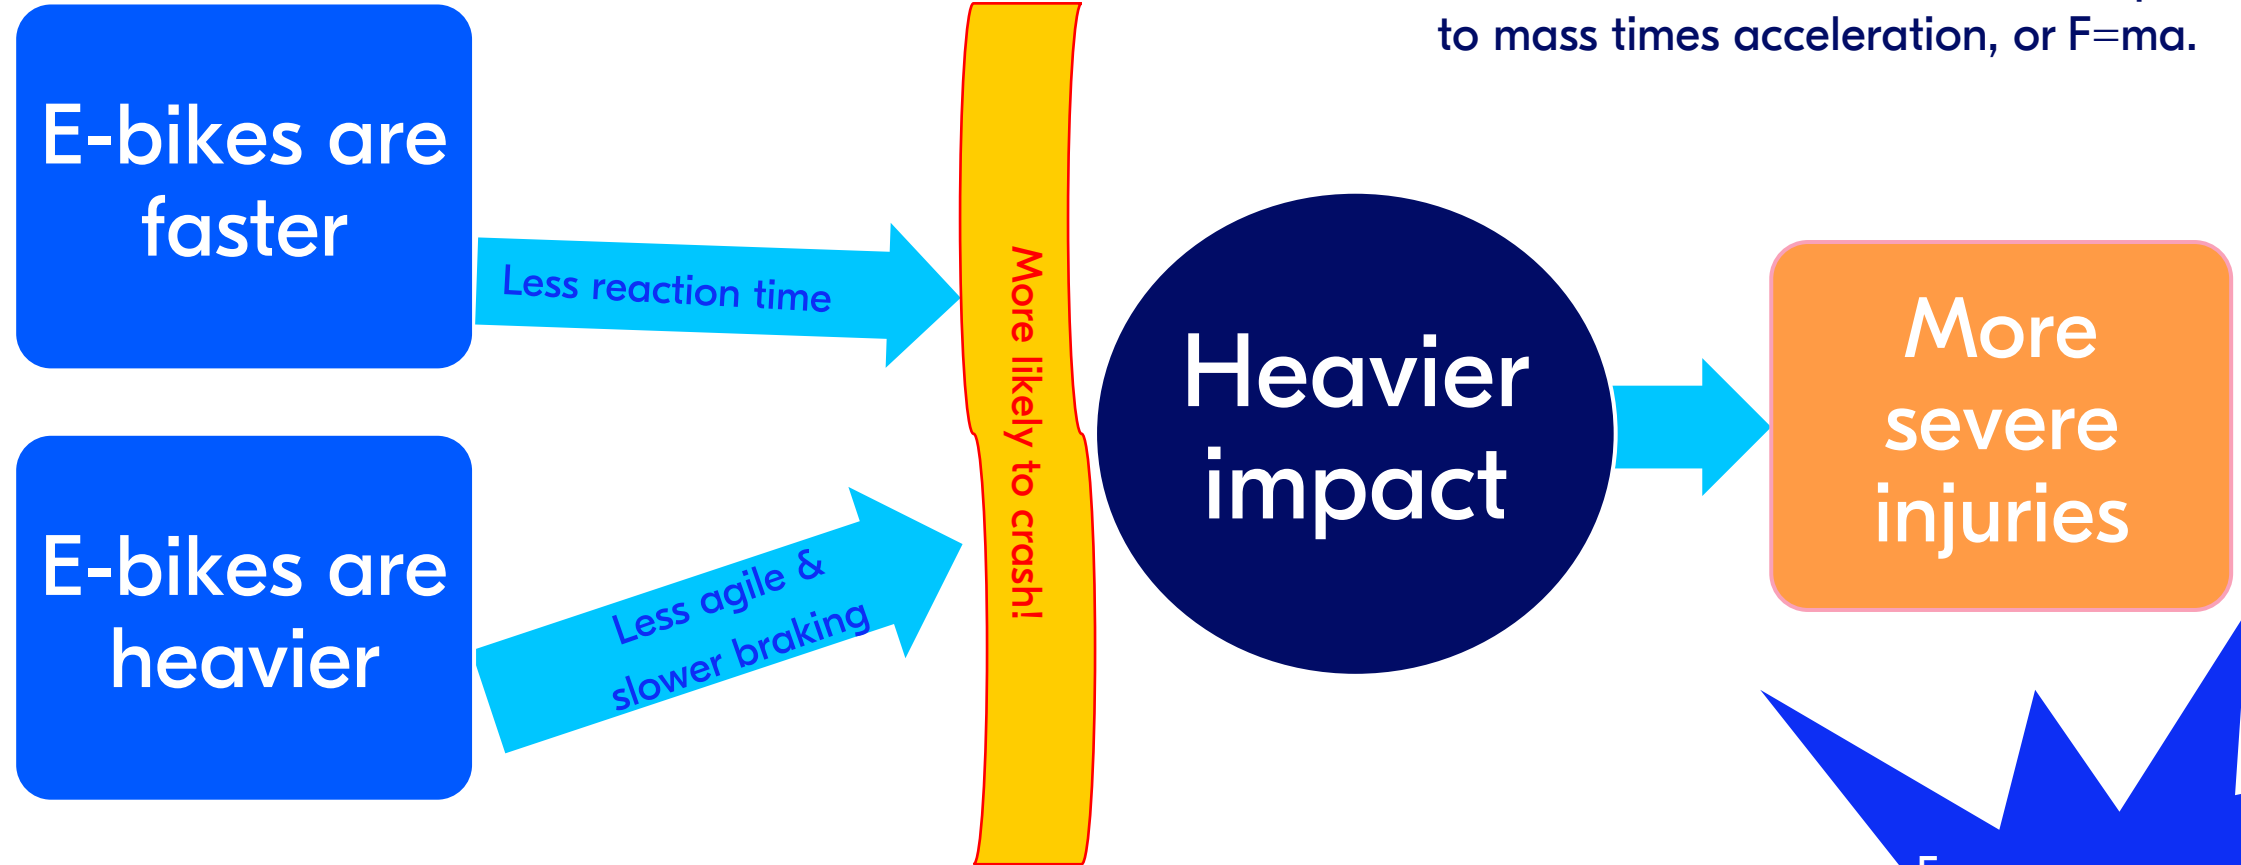 to mass times acceleration, or F=ma.
E-bikes are
faster
Less reaction time
E-bikes are
heavier
Less agile &
slower braking
More likely to crash!
Heavier
impact
More
severe
injuries